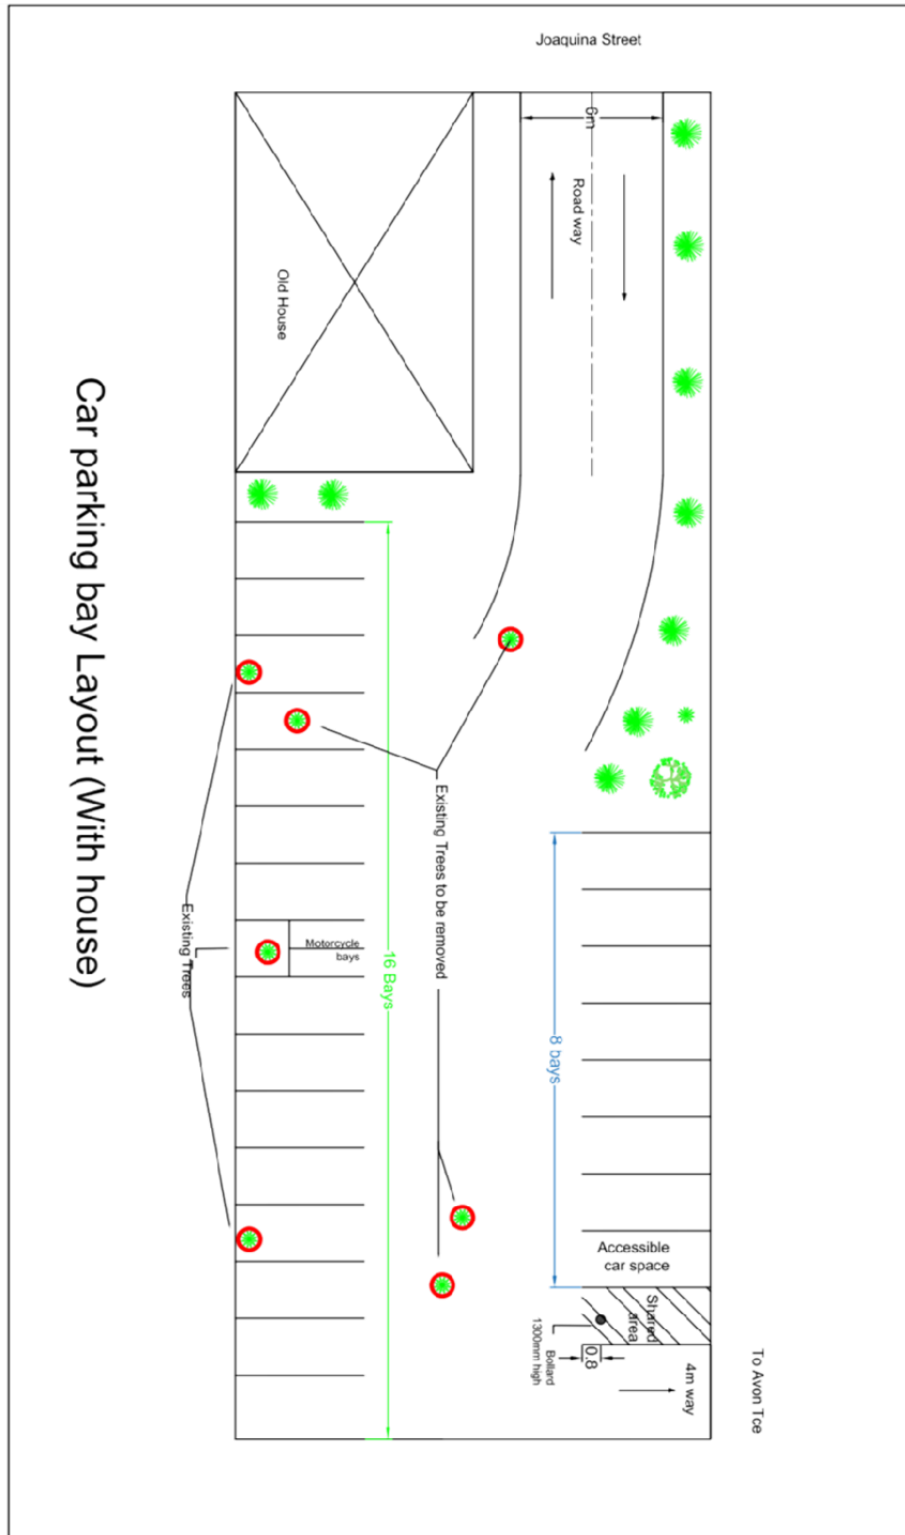 Joaquina Street
6m
Road way
Old House
Car parking bay Layout (With house)
Existing Trees to be removed
Existing Trees
Motorcycle
bays
16 Bays
8 bays
Accessible
car space
Shared
area
Bollard
1300mm high
0.8
4m way
To Avon Tce